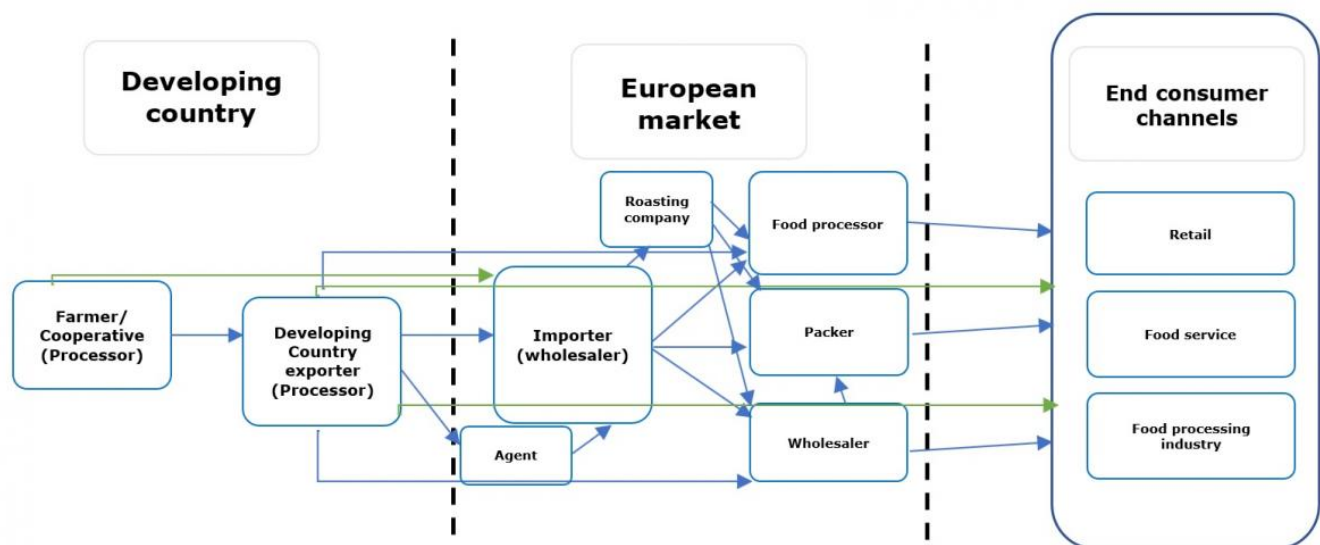 Developing
country
European
market
End consumer
channels
Roasting
company
Food processor
Retail
Farmer/
Cooperative
(Processor)
Developing
Country
exporter
(Processor)
Importer
(wholesaler)
Packer
Food service
Agent
Wholesaler
Food processing
industry